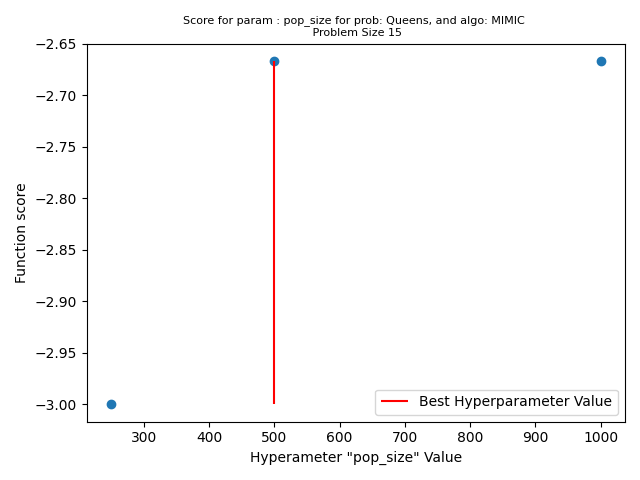 Score for param : pop_size for prob: Queens, and algo: MIMIC
Problem Size 15
Function score
−2.65
−2.70
−2.75
−2.80
−2.85
−2.90
−2.95
−3.00
Best Hyperparameter Value
300 400 500 600 700 800 900 1000
Hyperameter "pop_size" Value